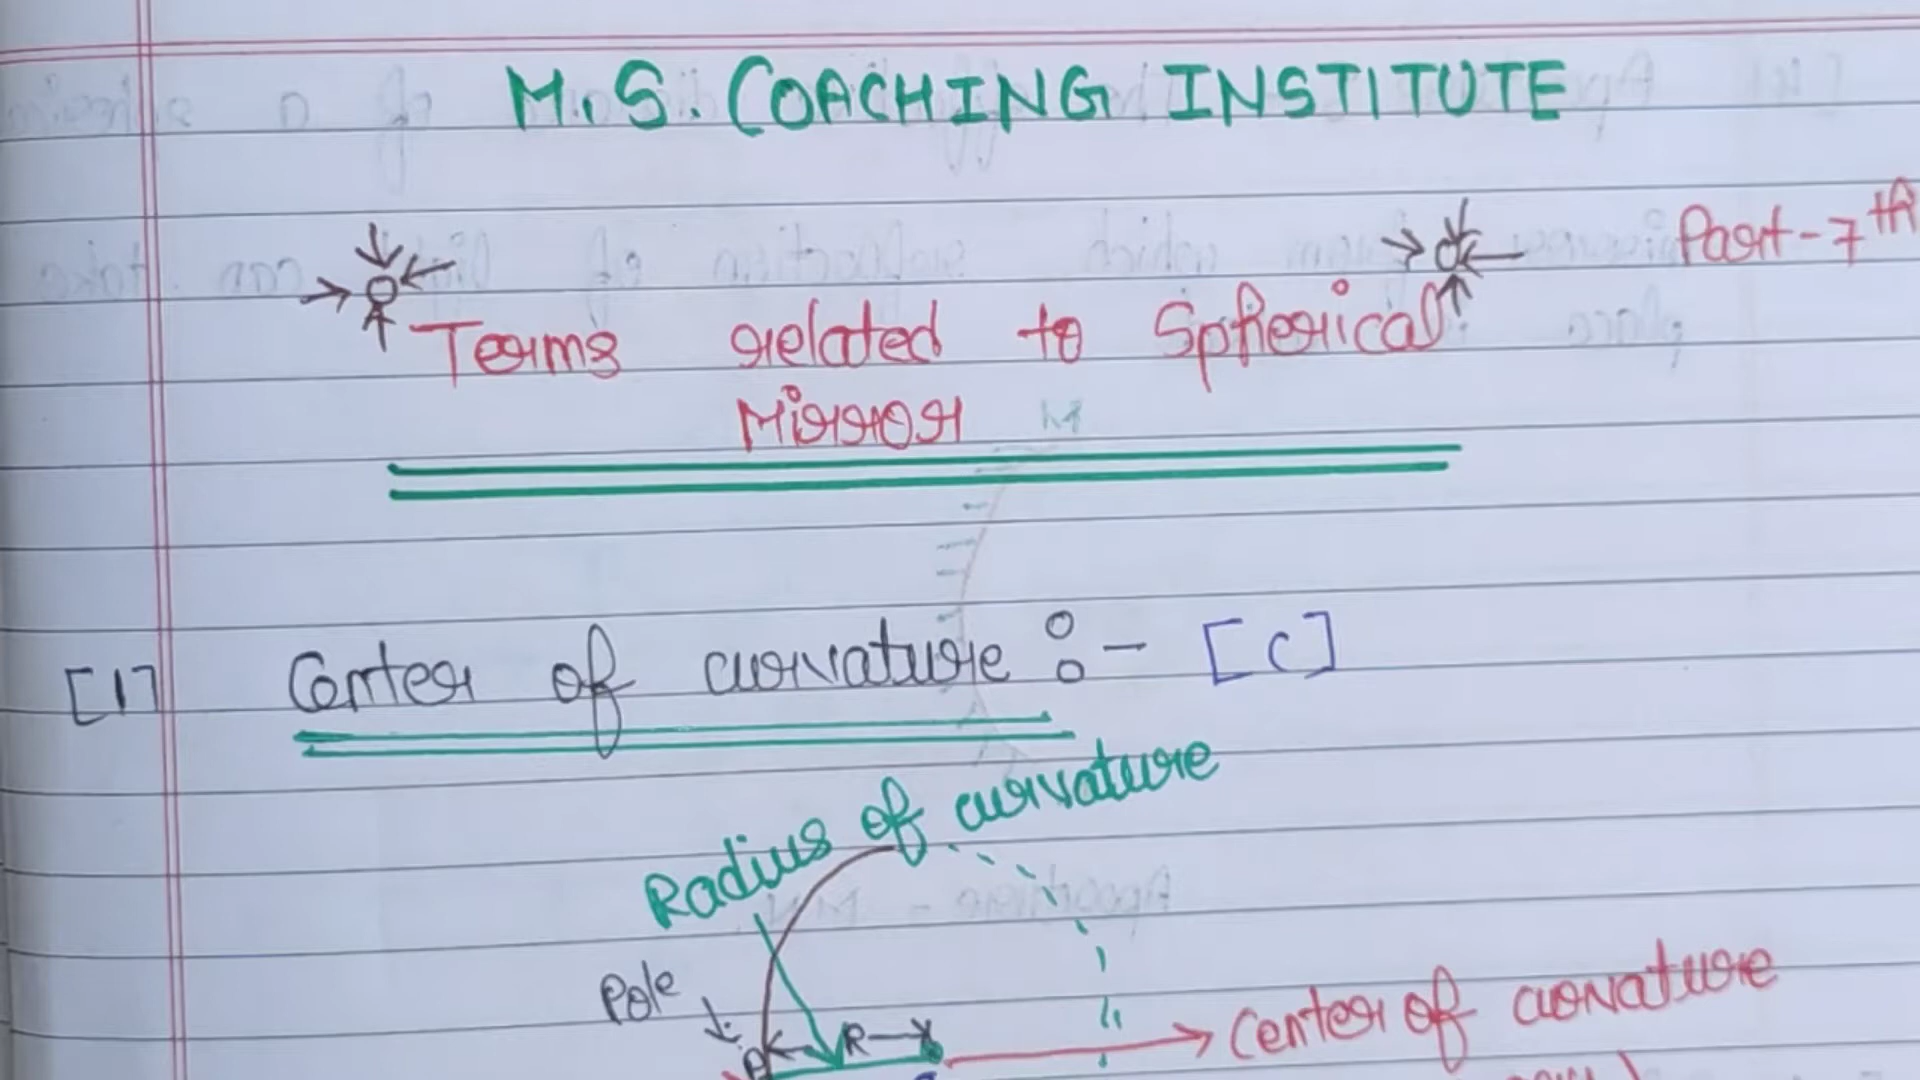 M.S. COACHING INSTITUTE
Part-7th
Terms related to Spherical
Mirror
[1] Center of curvature :- [C]
Radius of curvature
Pole
P R
Center of curvature